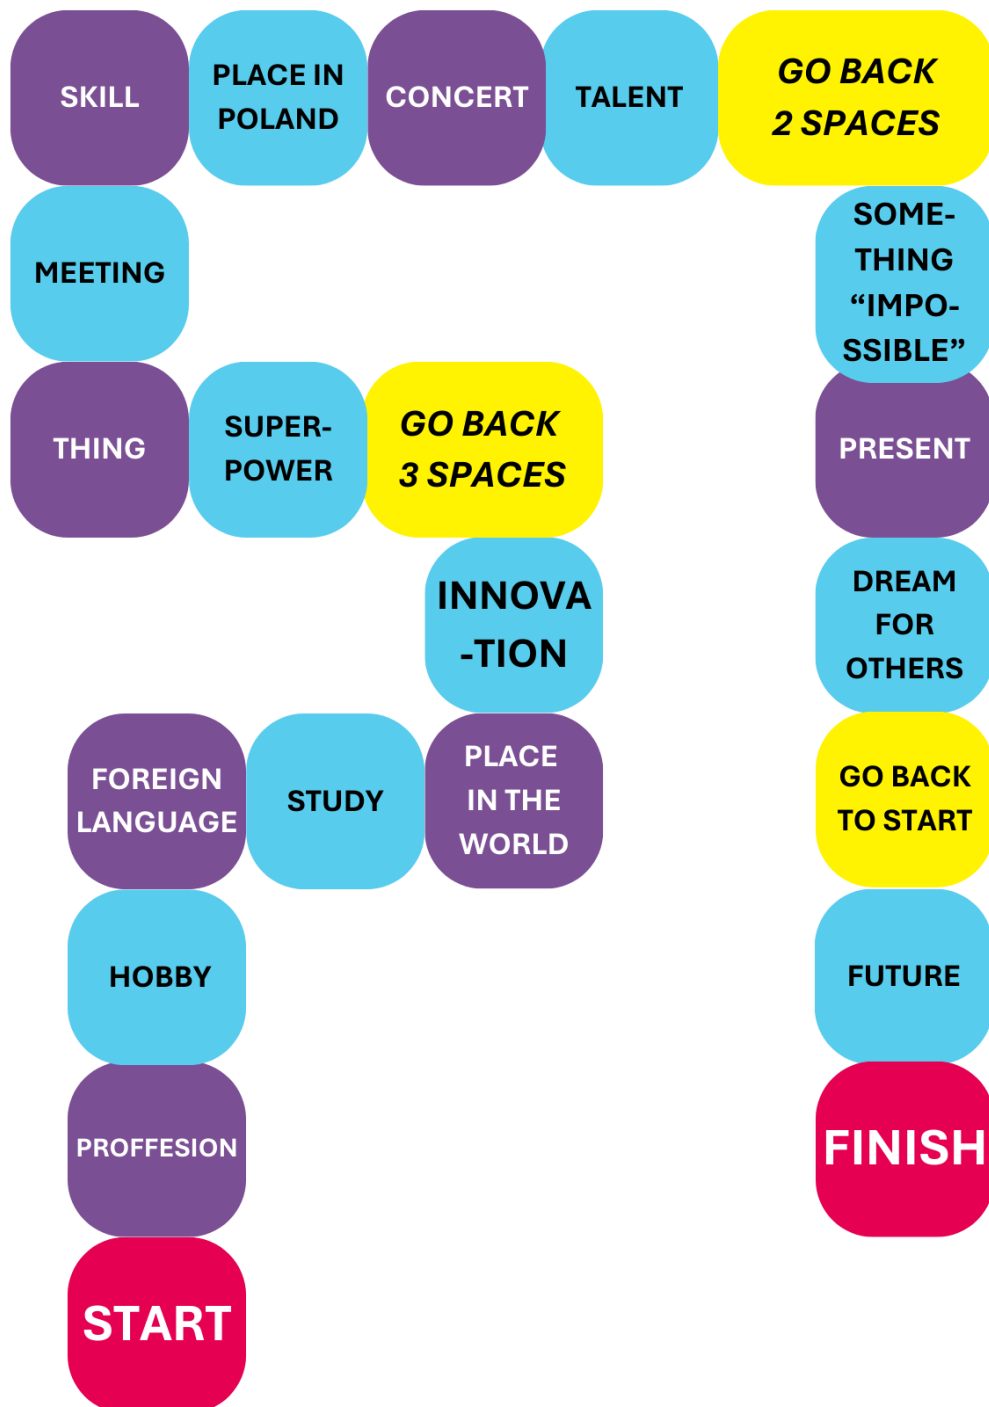 SKILL
PLACE IN
POLAND
CONCERT
TALENT
GO BACK
2 SPACES
MEETING
SOME-
THING
“IMPO-
SSIBLE”
THING
SUPER-
POWER
GO BACK
3 SPACES
PRESENT
INNOVA
-TION
DREAM
FOR
OTHERS
FOREIGN
LANGUAGE
STUDY
PLACE
IN THE
WORLD
GO BACK
TO START
HOBBY
FUTURE
PROFFESION
FINISH
START